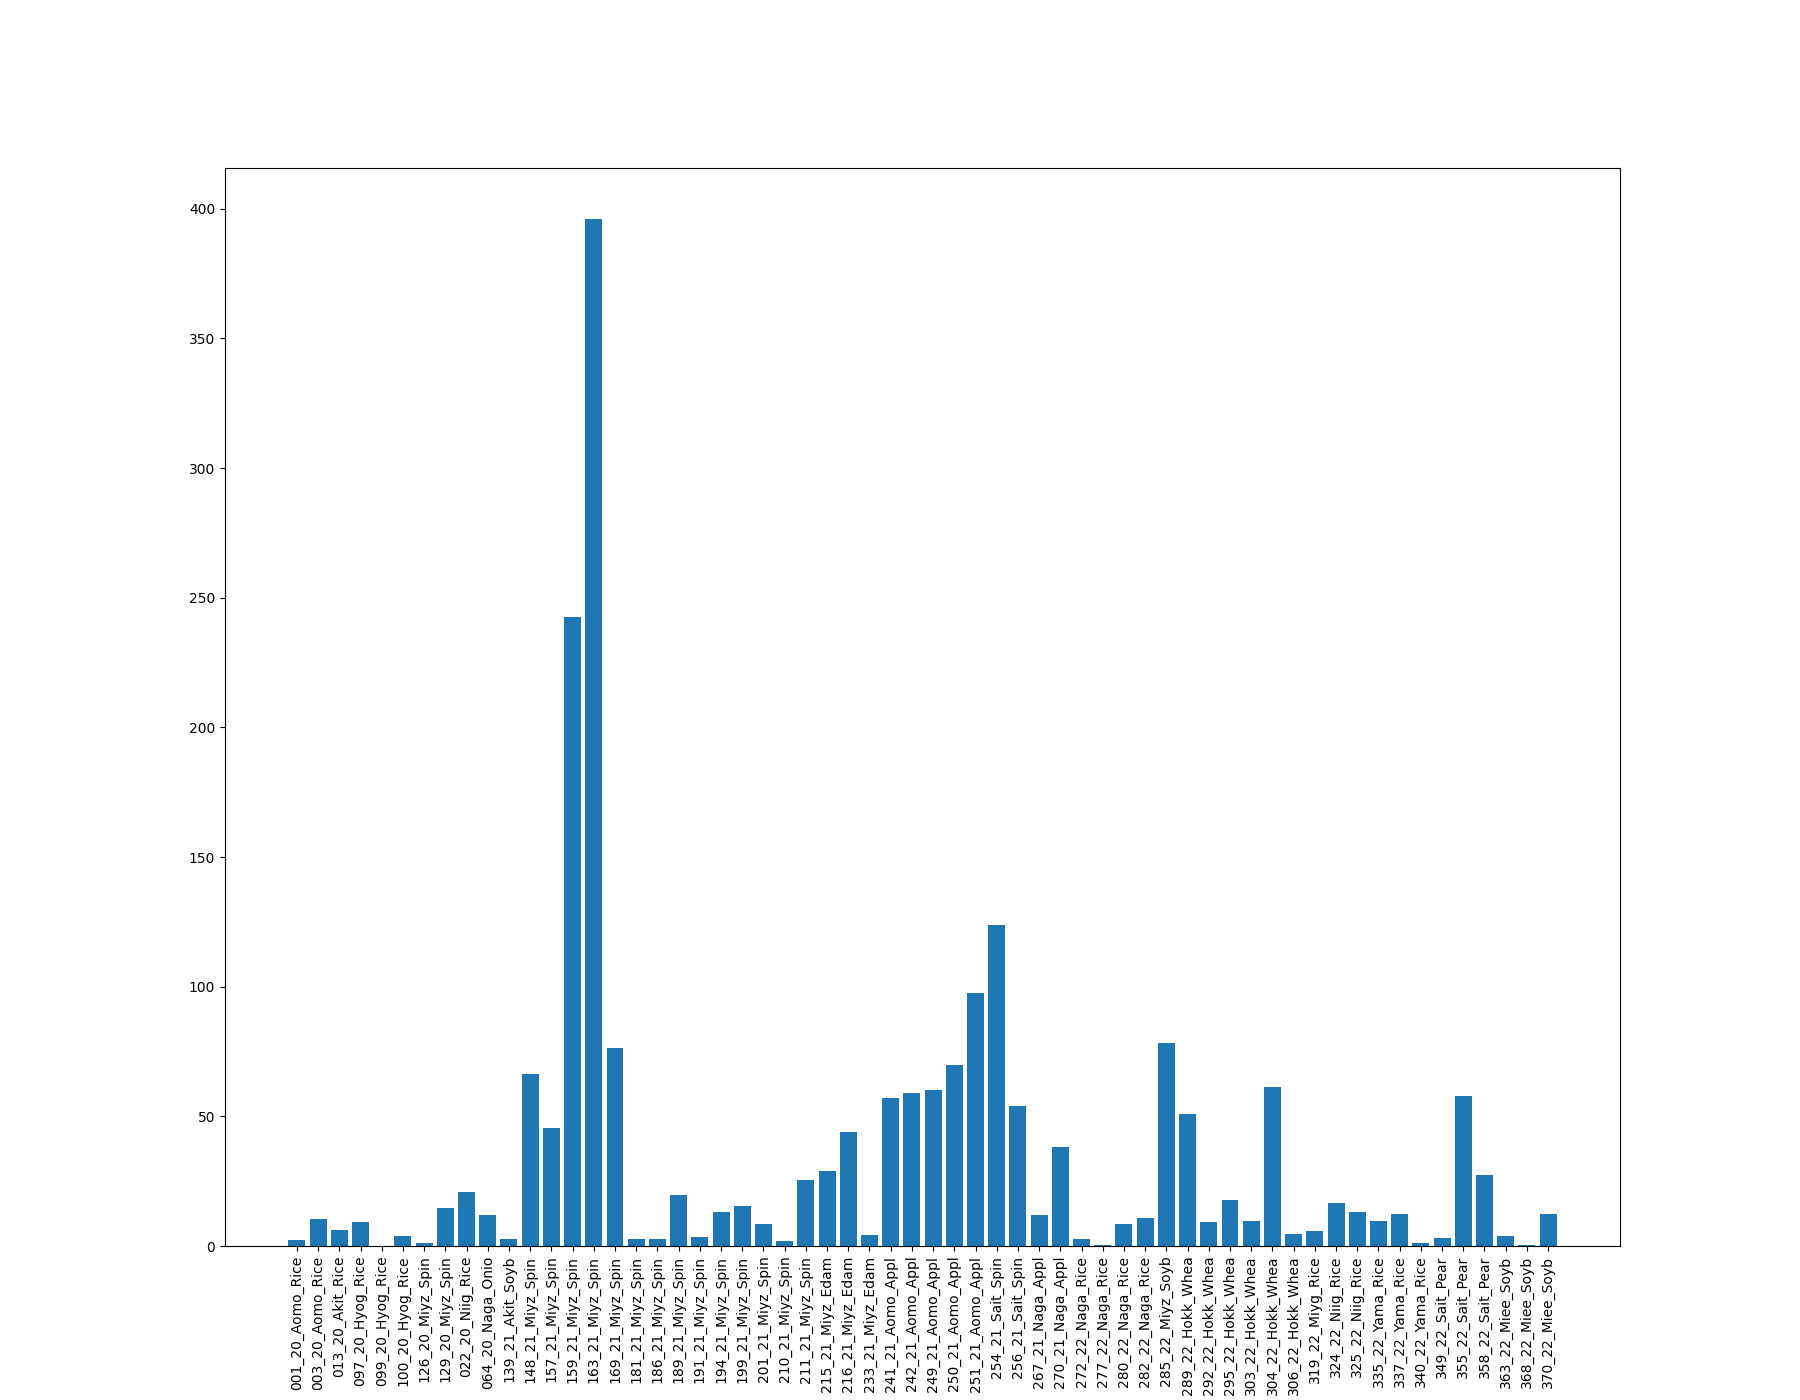 400
350
300
250
200
150
100
50
0
001_20_Aomo_Rice
003_20_Aomo_Rice
013_20_Akit_Rice
097_20_Hyog_Rice
099_20_Hyog_Rice
100_20_Hyog_Rice
126_20_Miyz_Spin
129_20_Miyz_Spin
022_20_Niig_Rice
064_20_Naga_Onio
139_21_Akit_Soyb
148_21_Miyz_Spin
157_21_Miyz_Spin
159_21_Miyz_Spin
163_21_Miyz_Spin
169_21_Miyz_Spin
181_21_Miyz_Spin
186_21_Miyz_Spin
189_21_Miyz_Spin
191_21_Miyz_Spin
194_21_Miyz_Spin
199_21_Miyz_Spin
201_21_Miyz_Spin
210_21_Miyz_Spin
211_21_Miyz_Spin
215_21_Miyz_Edam
216_21_Miyz_Edam
233_21_Miyz_Edam
241_21_Aomo_Appl
242_21_Aomo_Appl
249_21_Aomo_Appl
250_21_Aomo_Appl
251_21_Aomo_Appl
254_21_Sait_Spin
256_21_Sait_Spin
267_21_Naga_Appl
270_21_Naga_Appl
272_22_Naga_Rice
277_22_Naga_Rice
280_22_Naga_Rice
282_22_Naga_Rice
285_22_Miyz_Soyb
289_22_Hokk_Whea
292_22_Hokk_Whea
295_22_Hokk_Whea
303_22_Hokk_Whea
304_22_Hokk_Whea
306_22_Hokk_Whea
319_22_Miyg_Rice
324_22_Niig_Rice
325_22_Niig_Rice
335_22_Yama_Rice
337_22_Yama_Rice
340_22_Yama_Rice
349_22_Sait_Pear
355_22_Sait_Pear
358_22_Sait_Pear
363_22_Miee_Soyb
368_22_Miee_Soyb
370_22_Miee_Soyb